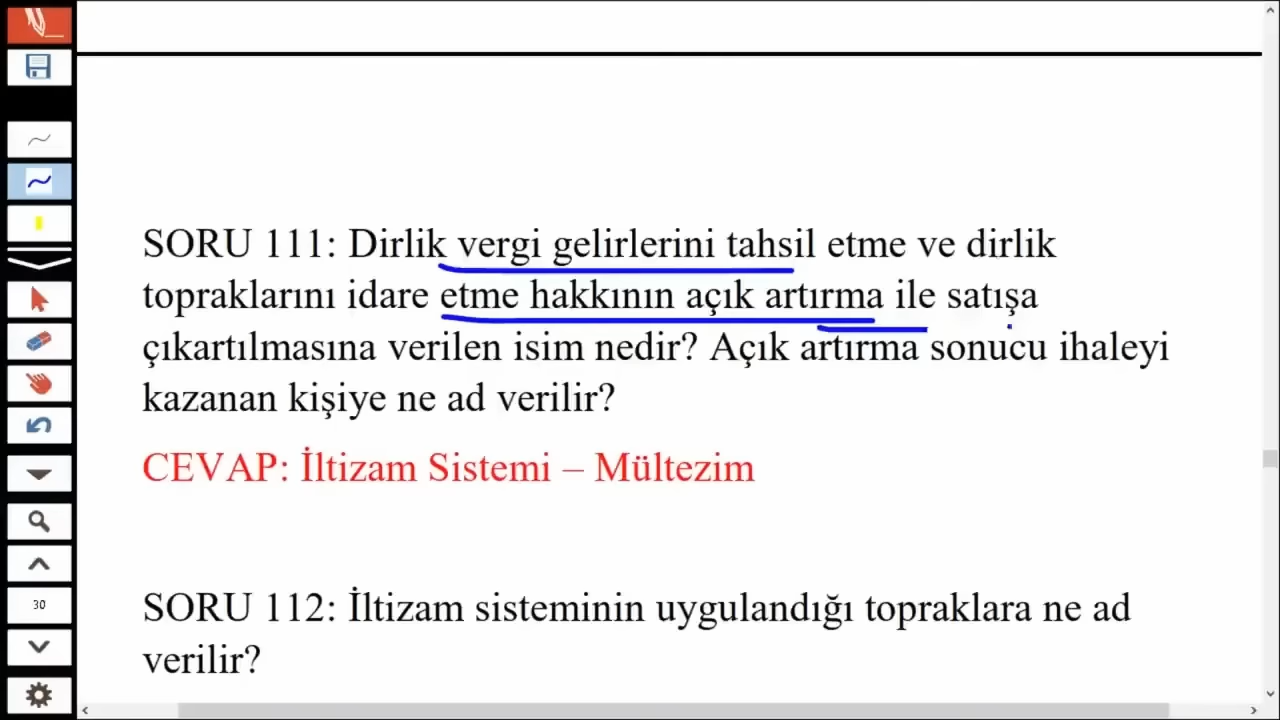 SORU 111: Dirlik vergi gelirlerini tahsil etme ve dirlik
topraklarını idare etme hakkının açık artırma ile satışa
çıkartılmasına verilen isim nedir? Açık artırma sonucu ihaleyi
kazanan kişiye ne ad verilir?
CEVAP: İltizam Sistemi – Mültezim
SORU 112: İltizam sisteminin uygulandığı topraklara ne ad
verilir?
30